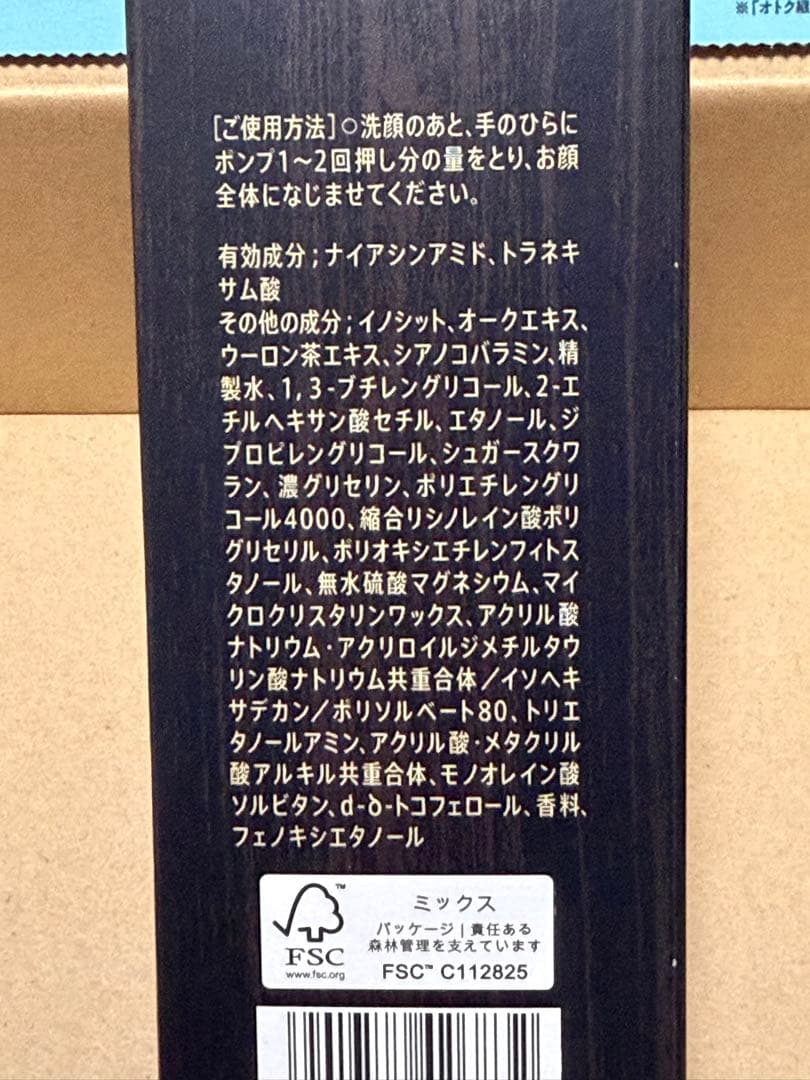 ※「オトク組
[ご使用方法]○洗顔のあと、手のひらに
ポンプ1〜2回押し分の量をとり、お顔
全体になじませてください。
有効成分；ナイアシンアミド、トラネキ
サム酸
その他の成分；イノシット、オークエキス、
ウーロン茶エキス、シアノコバラミン、精
製水、1,3-ブチレングリコール、2-エ
チルヘキサン酸セチル、エタノール、ジ
プロピレングリコール、シュガースクワ
ラン、濃グリセリン、ポリエチレングリ
コール4000、縮合リシノレイン酸ポリ
グリセリル、ポリオキシエチレンフィトス
タノール、無水硫酸マグネシウム、マイ
クロクリスタリンワックス、アクリル酸
ナトリウム・アクリロイルジメチルタウ
リン酸ナトリウム共重合体／イソヘキ
サデカン／ポリソルベート80、トリエ
タノールアミン、アクリル酸・メタクリル
酸アルキル共重合体、モノオレイン酸
ソルビタン、d-δ-トコフェロール、香料、
フェノキシエタノール
ミックス
パッケージ｜責任ある
森林管理を支えています
FSC™ C112825
FSC
www.fsc.org